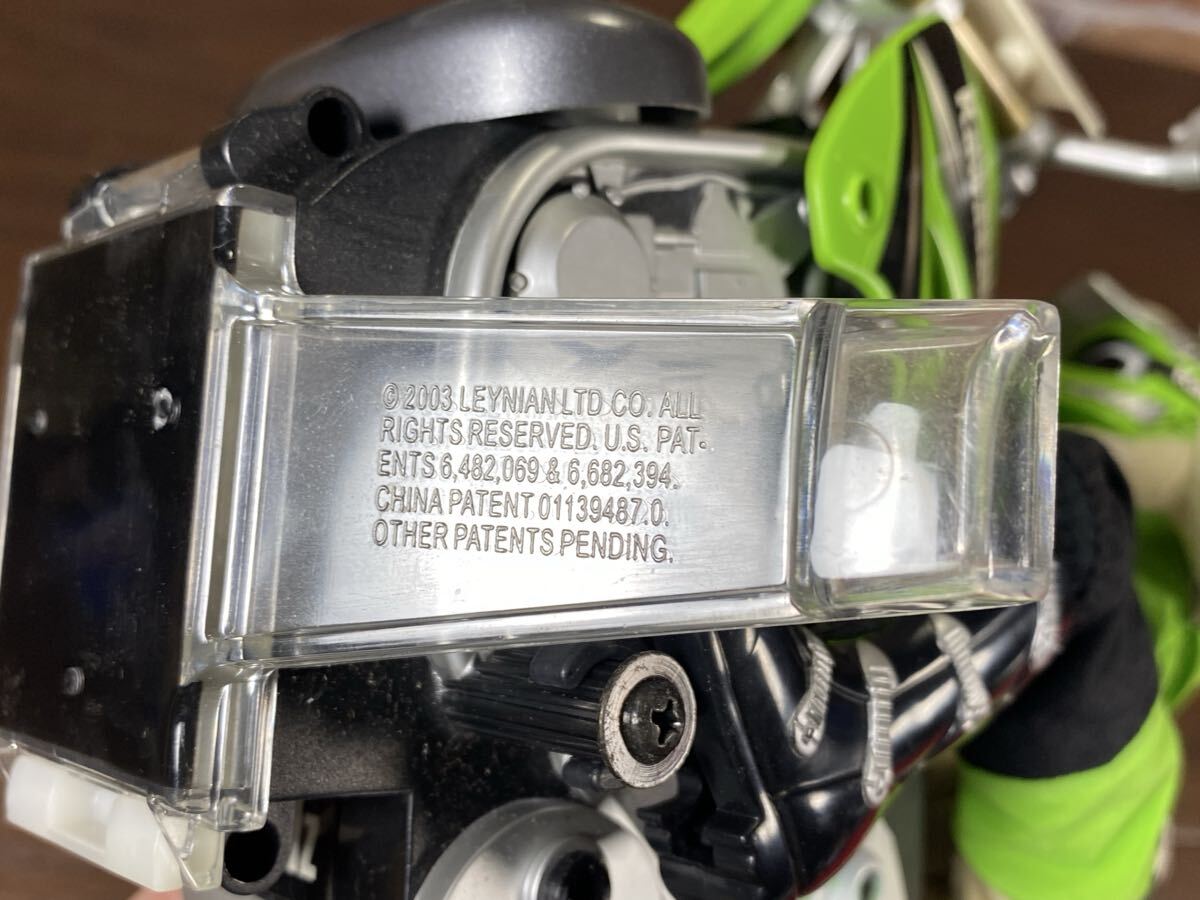 © 2003 LEYNIAN LTD CO. ALL
RIGHTS RESERVED. U.S. PAT-
ENTS 6,482,069 & 6,682,394.
CHINA PATENT 01139487.0.
OTHER PATENTS PENDING.